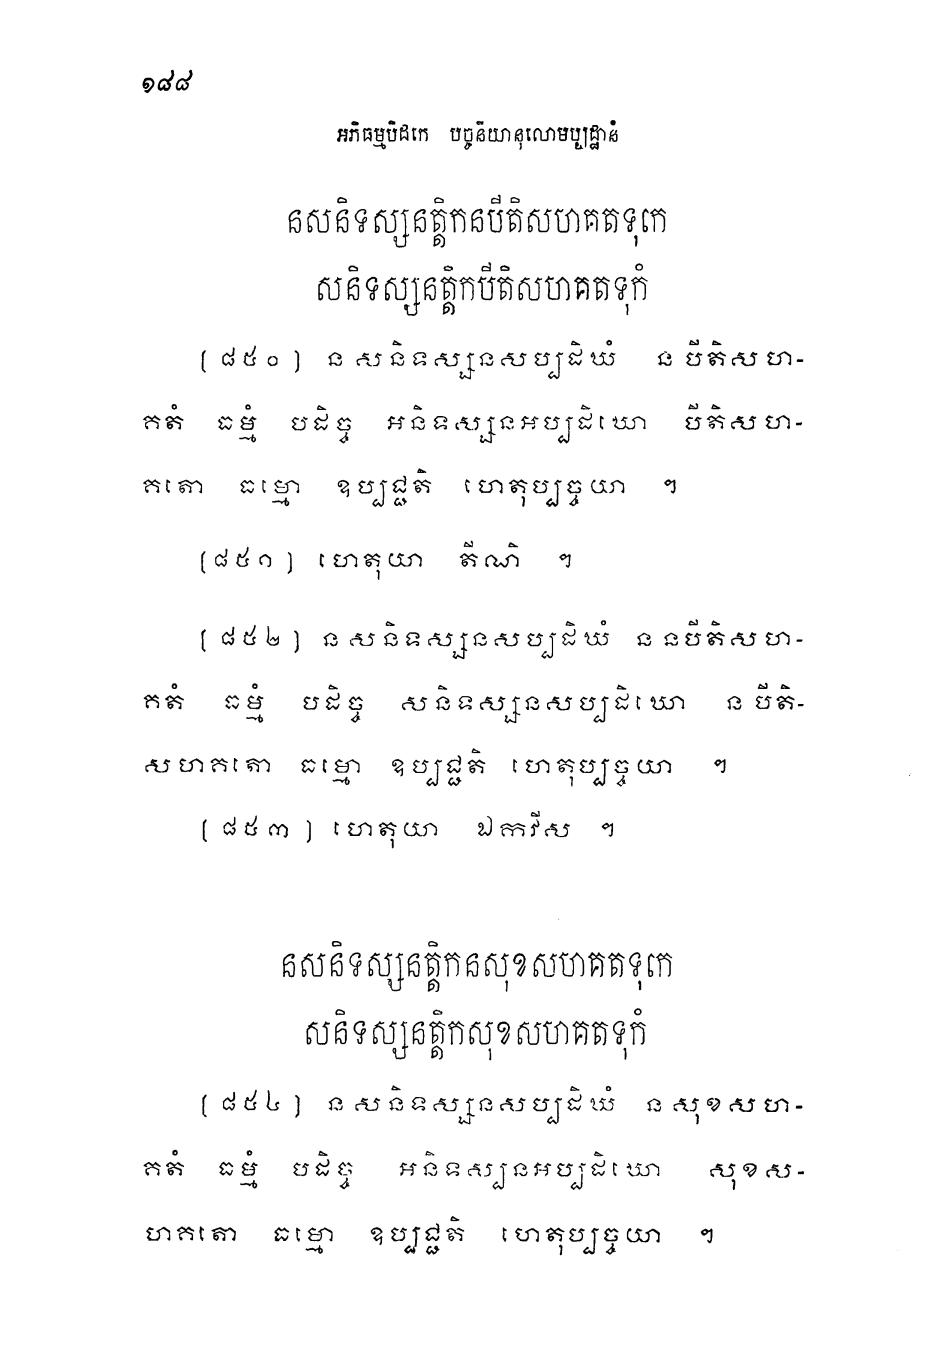 ១៨៨
អភិធម្មបិដកេ បច្ចនីយានុលោមប្បដ្ឋានំ
នសនិទស្សនត្តិកនបីតិសហគតទុកេ
សនិទស្សនត្តិកបីតិសហគតទុកំ
(៨៥០) ន សនិទស្សនសប្បដិឃំ ន បីតិសហ-
គតំ ធម្មំ បដិច្ច អនិទស្សនអប្បដិឃោ បីតិសហ-
គតោ ធម្មោ ឧប្បជ្ជតិ ហេតុប្បច្ចយា ។
(៨៥១) ហេតុយា តីណិ ។
(៨៥២) ន សនិទស្សនសប្បដិឃំ ន នបីតិសហ-
គតំ ធម្មំ បដិច្ច សនិទស្សនសប្បដិឃោ ន បីតិ-
សហគតោ ធម្មោ ឧប្បជ្ជតិ ហេតុប្បច្ចយា ។
(៨៥៣) ហេតុយា ឯកវីស ។
នសនិទស្សនត្តិកនសុខសហគតទុកេ
សនិទស្សនត្តិកសុខសហគតទុកំ
(៨៥៤) ន សនិទស្សនសប្បដិឃំ ន សុខសហ-
គតំ ធម្មំ បដិច្ច អនិទស្សនអប្បដិឃោ សុខស-
ហគតោ ធម្មោ ឧប្បជ្ជតិ ហេតុប្បច្ចយា ។